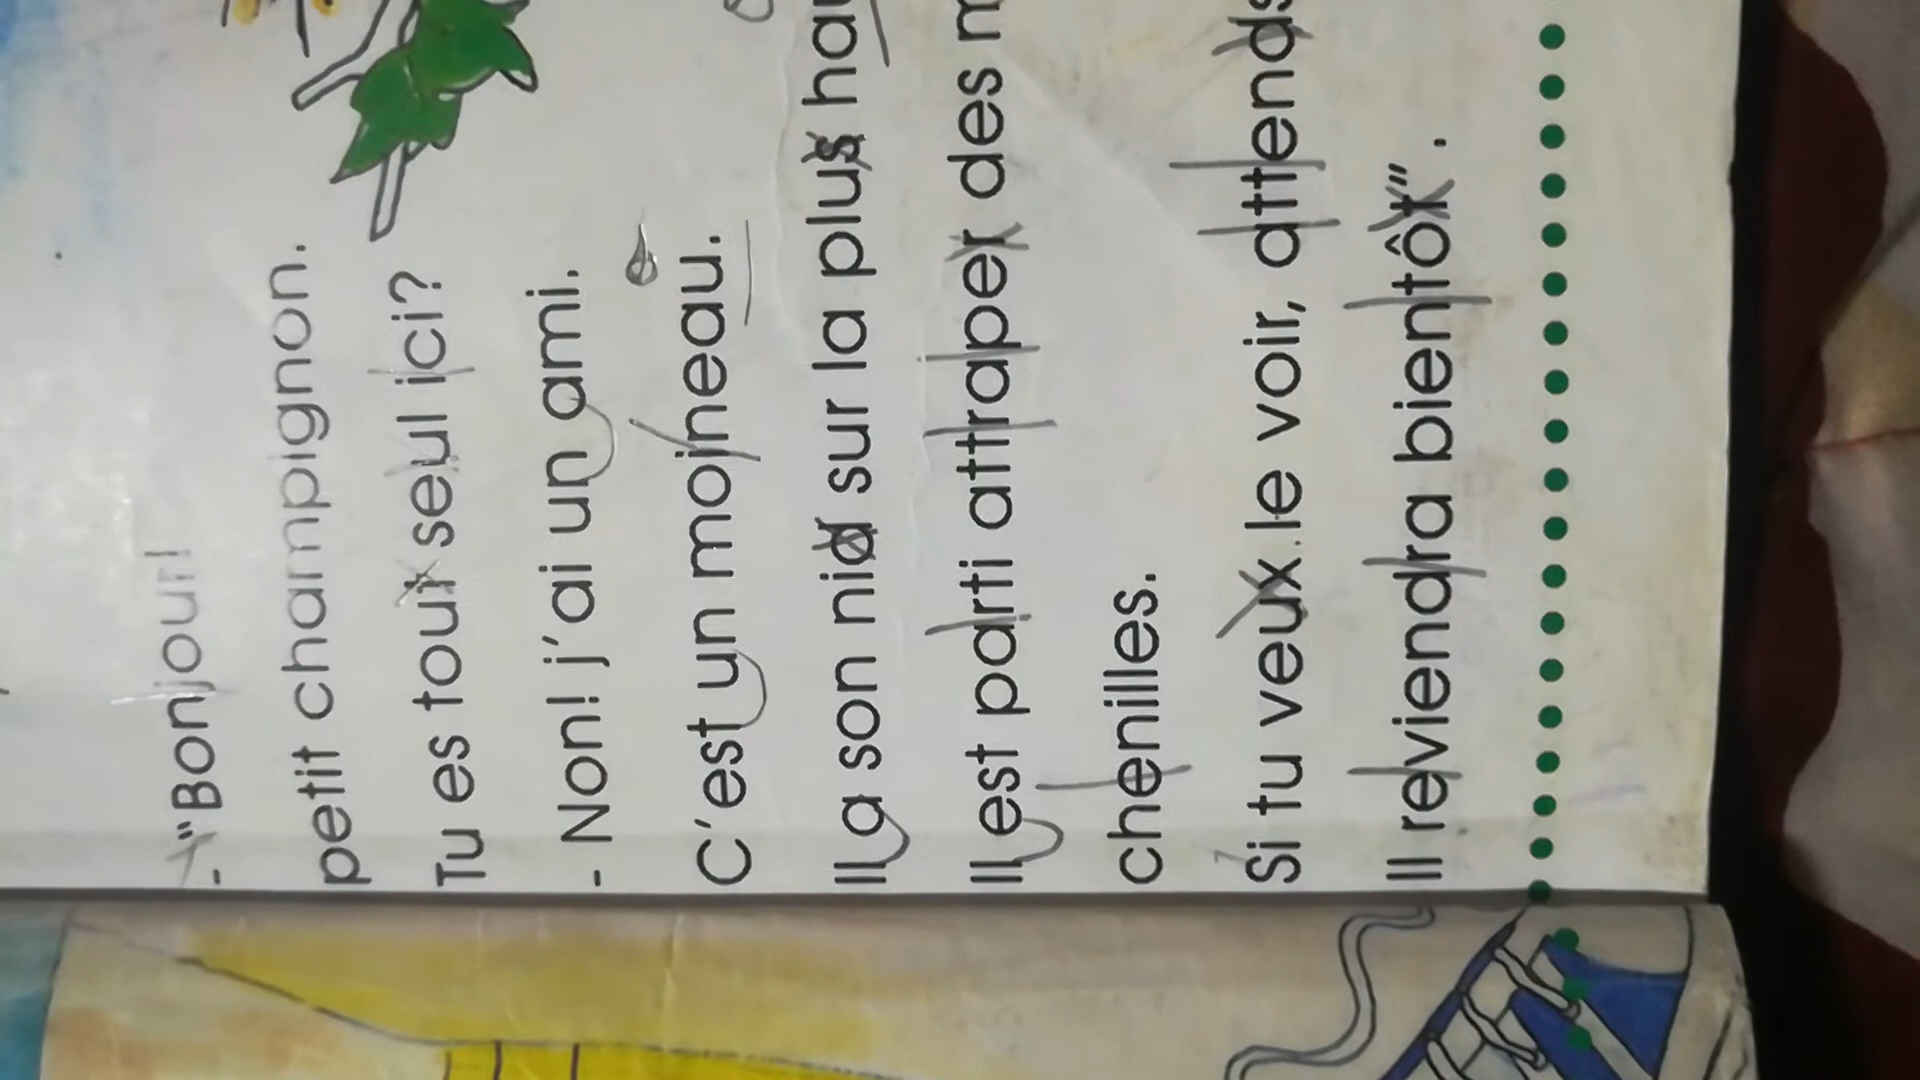 - "Bonjour!
petit champignon.
Tu es tout seul ici?
- Non! j'ai un ami.
C'est un moineau.
Il a son nid sur la plus
Il est parti attraper des
chenilles.
Si tu veux le voir, attends
Il reviendra bientôt".